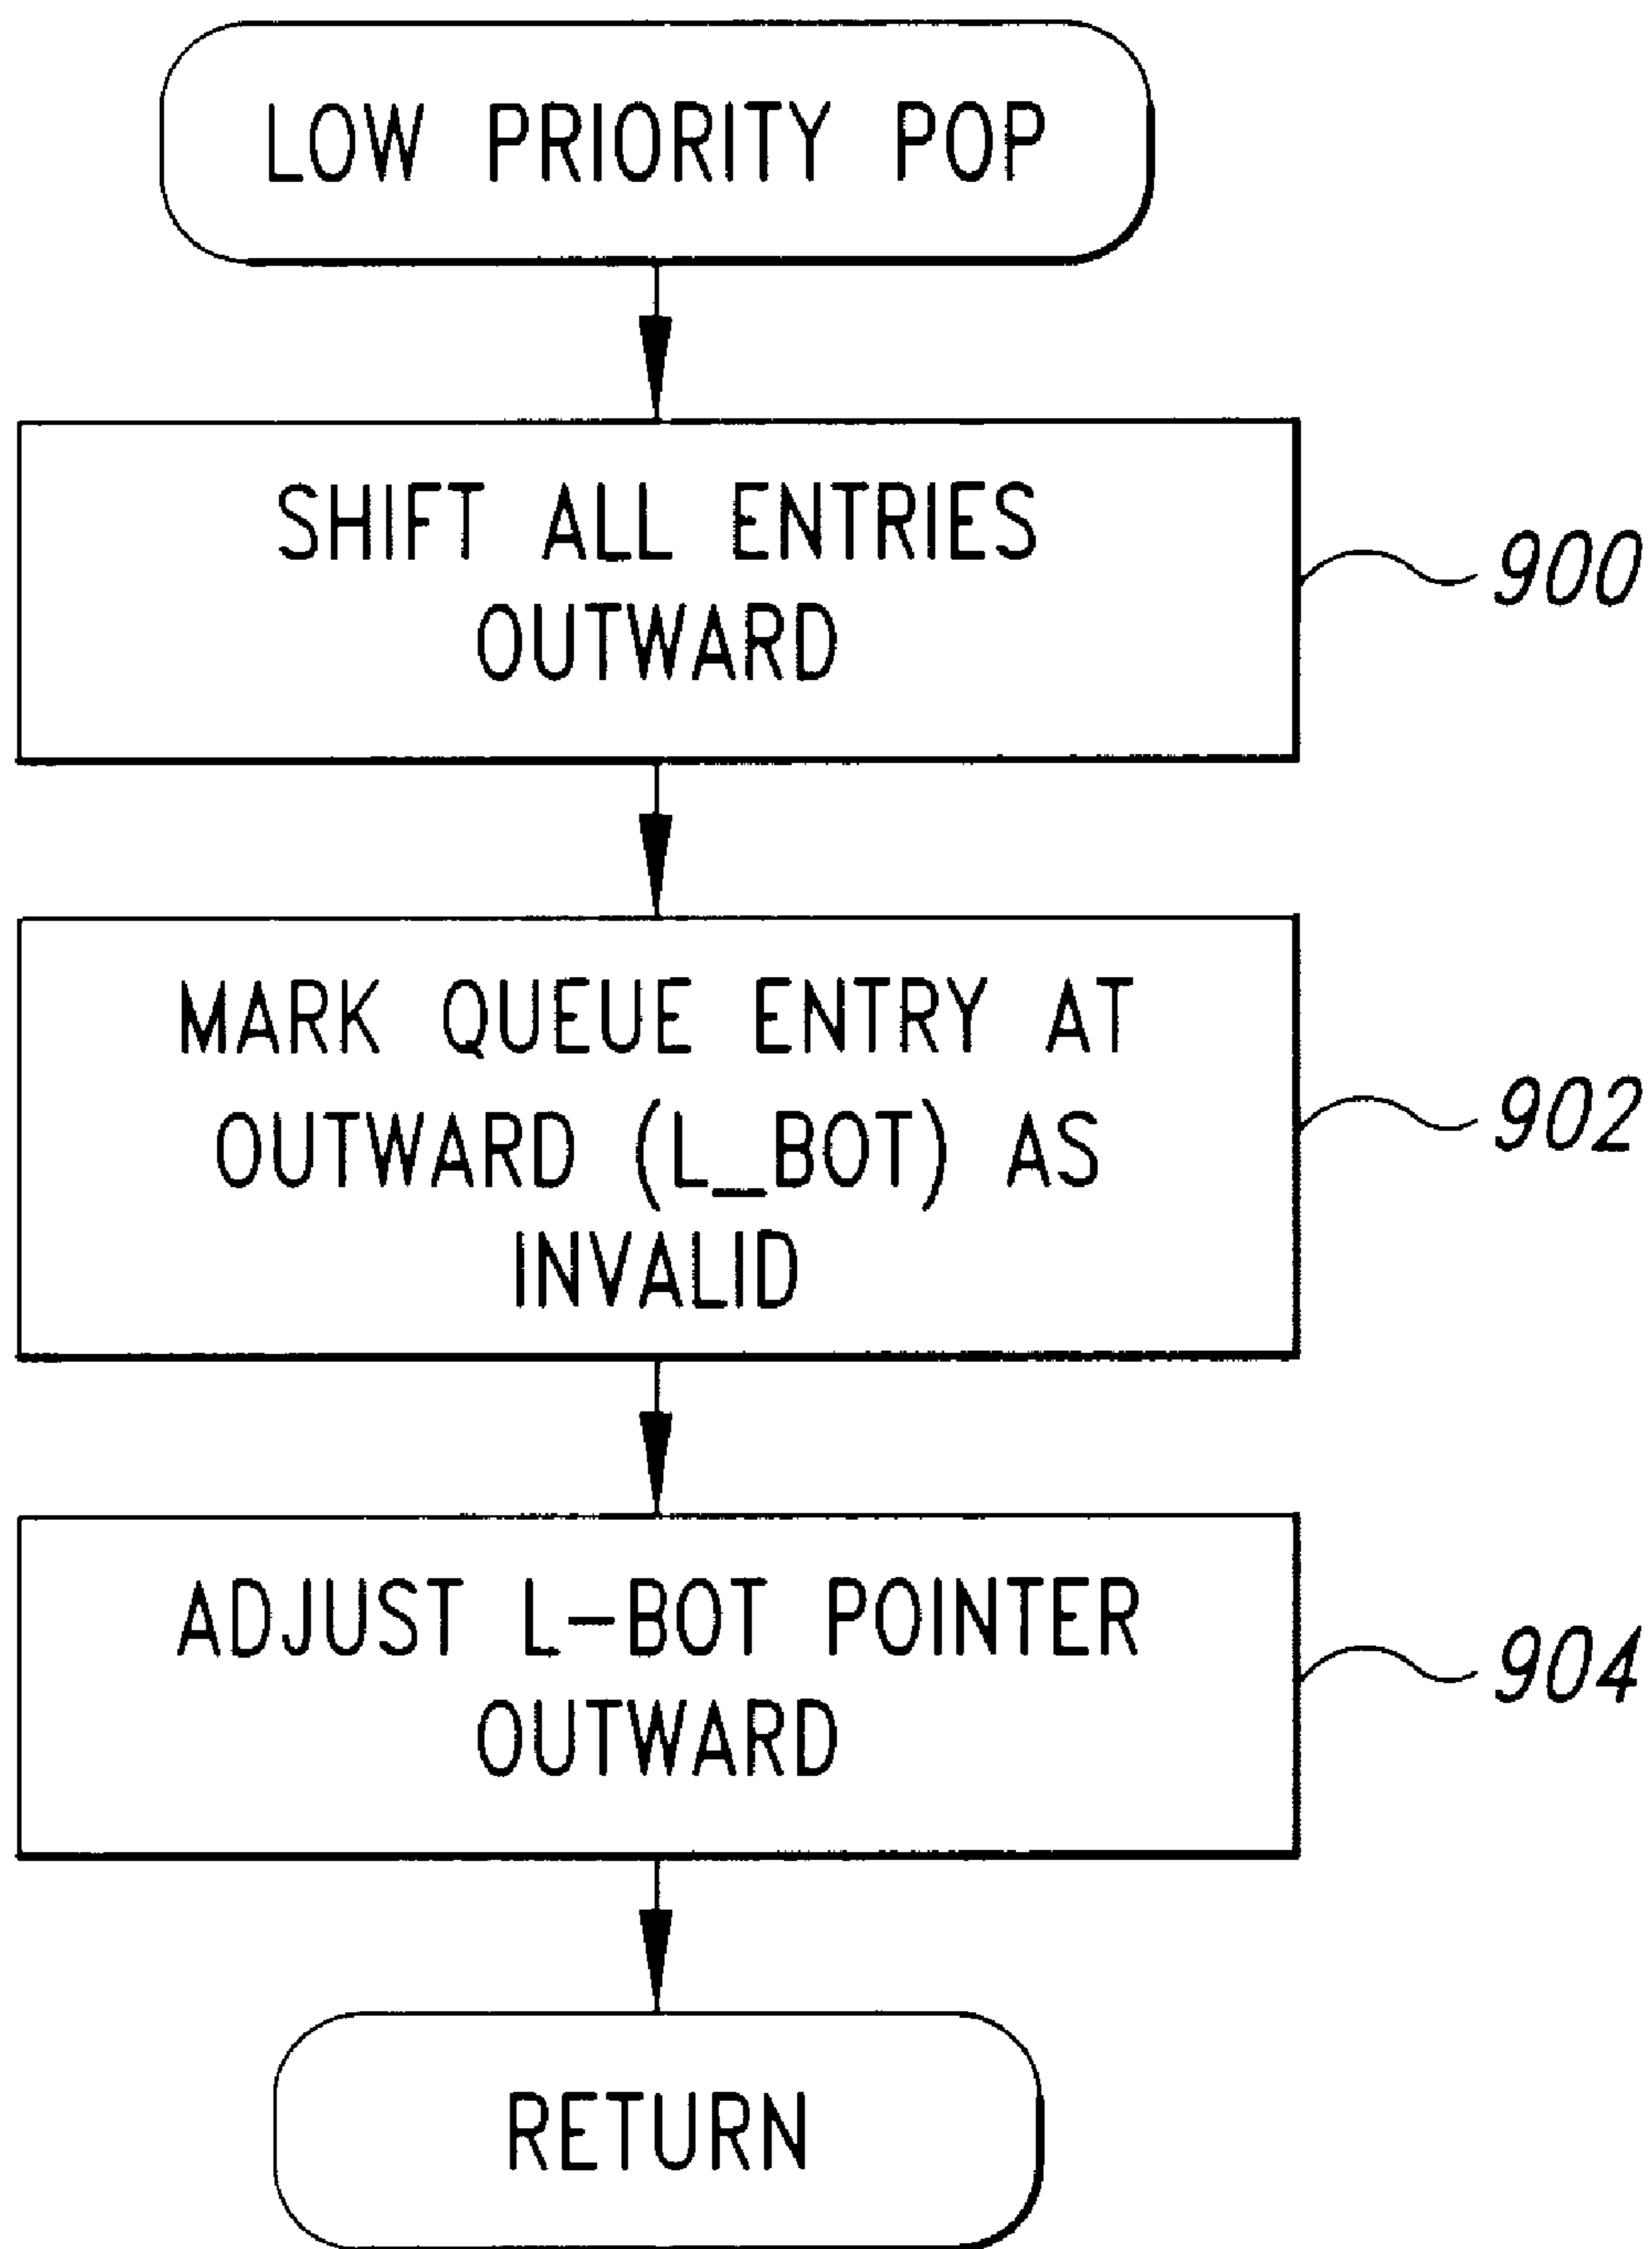 LOW PRIORITY POP
SHIFT ALL ENTRIES
OUTWARD
900
MARK QUEUE ENTRY AT
OUTWARD (L_BOT) AS
INVALID
902
ADJUST L-BOT POINTER
OUTWARD
904
RETURN